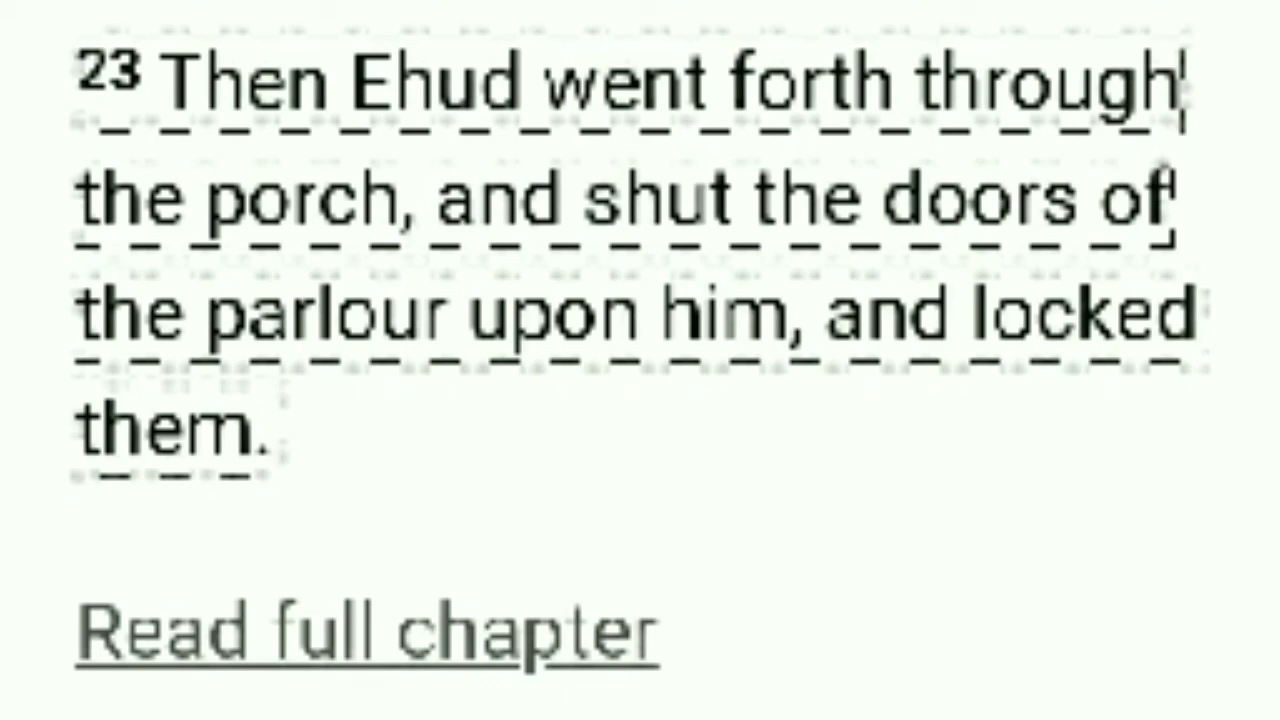 23 Then Ehud went forth through
the porch, and shut the doors of
the parlour upon him, and locked
them.
Read full chapter